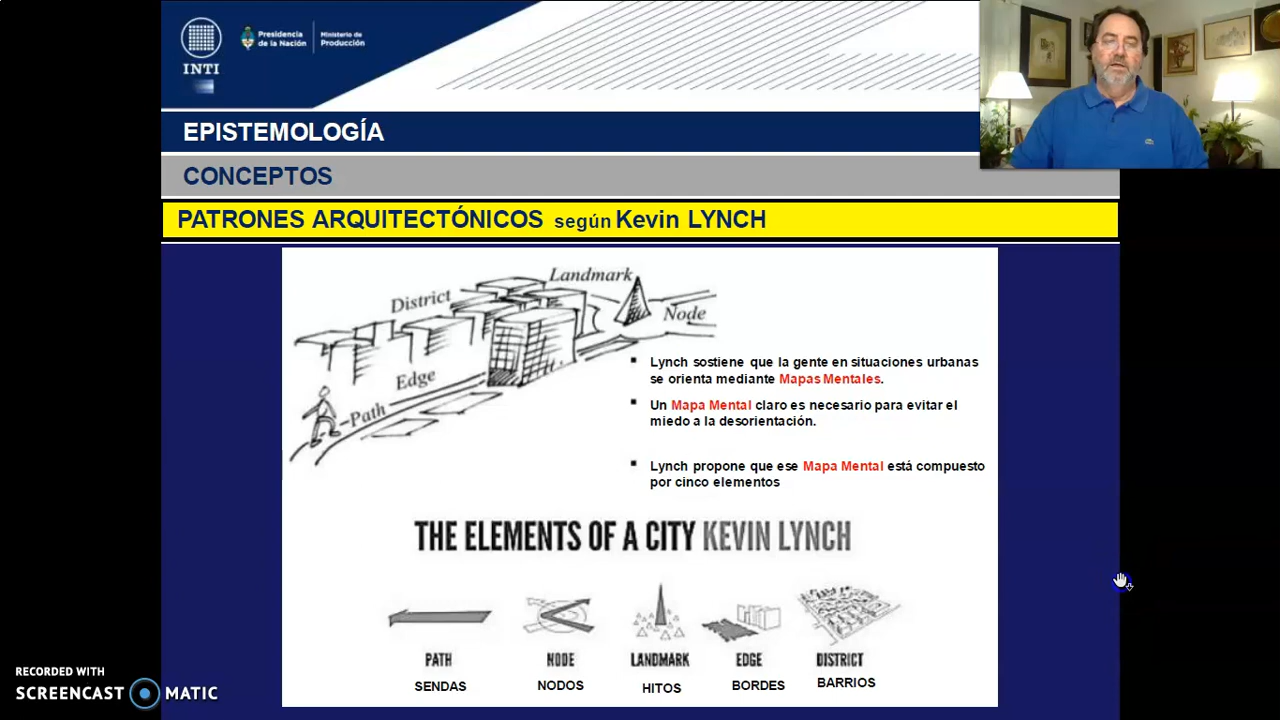 INTI
Presidencia
de la Nación
Ministerio de
Producción
EPISTEMOLOGÍA
CONCEPTOS
PATRONES ARQUITECTÓNICOS según Kevin LYNCH
Landmark
District
Node
Edge
Path
▪ Lynch sostiene que la gente en situaciones urbanas
se orienta mediante Mapas Mentales.
▪ Un Mapa Mental claro es necesario para evitar el
miedo a la desorientación.
▪ Lynch propone que ese Mapa Mental está compuesto
por cinco elementos
THE ELEMENTS OF A CITY KEVIN LYNCH
PATH NODE LANDMARK EDGE DISTRICT
SENDAS NODOS HITOS BORDES BARRIOS
RECORDED WITH
SCREENCAST MATIC